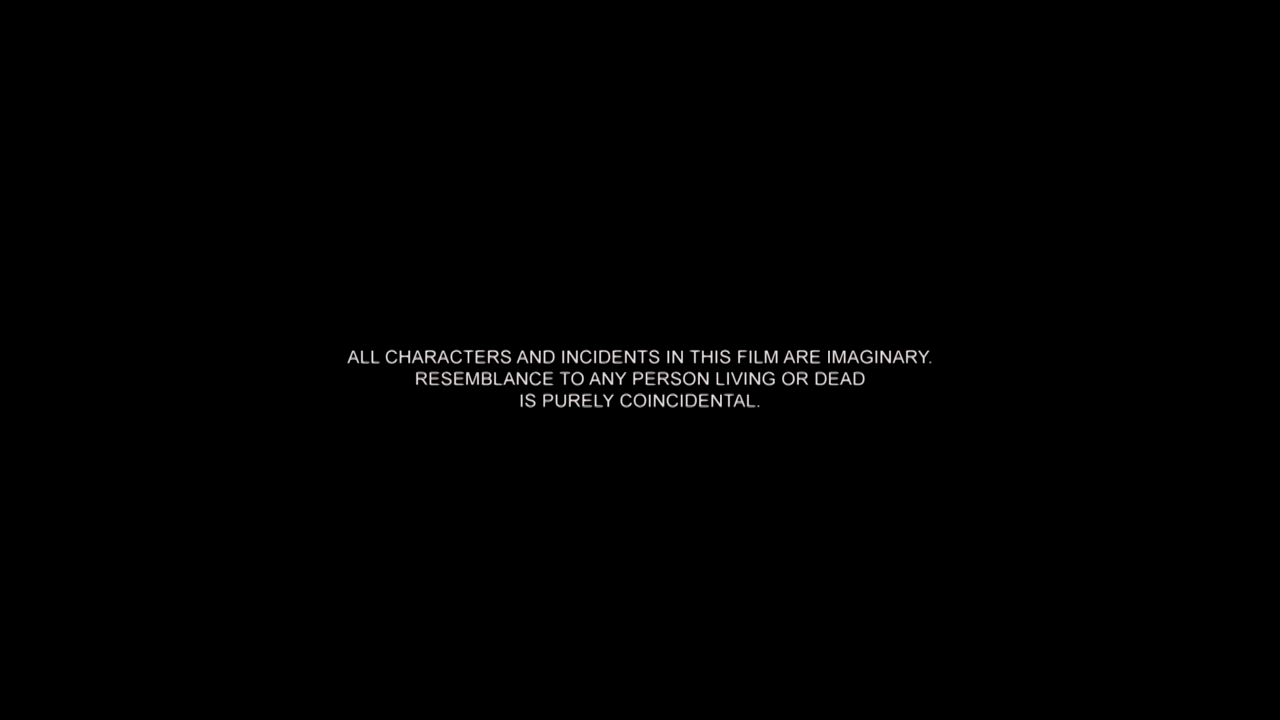 ALL CHARACTERS AND INCIDENTS IN THIS FILM ARE IMAGINARY.
RESEMBLANCE TO ANY PERSON LIVING OR DEAD
IS PURELY COINCIDENTAL.